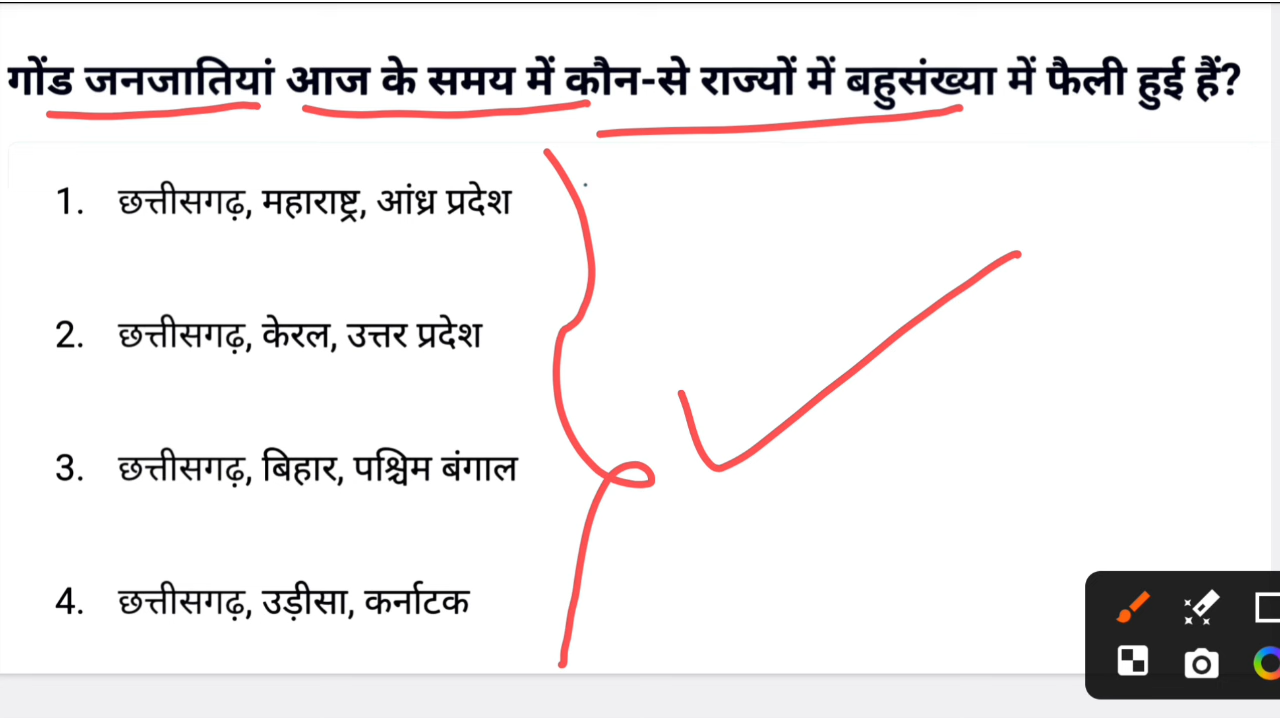 गोंड जनजातियां आज के समय में कौन-से राज्यों में बहुसंख्या में फैली हुई हैं?
1. छत्तीसगढ़, महाराष्ट्र, आंध्र प्रदेश
2. छत्तीसगढ़, केरल, उत्तर प्रदेश
3. छत्तीसगढ़, बिहार, पश्चिम बंगाल
4. छत्तीसगढ़, उड़ीसा, कर्नाटक